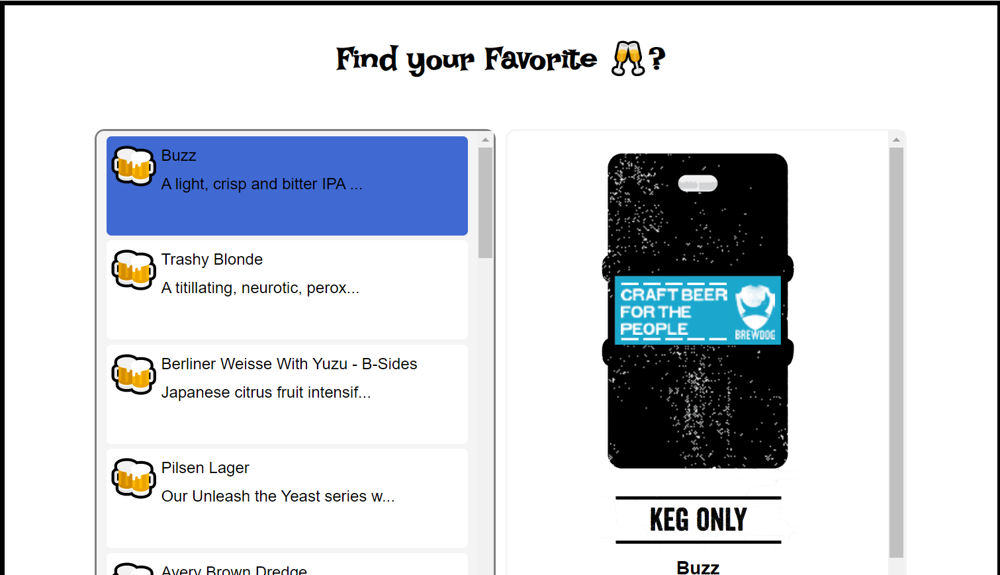 Find your Favorite 🥂?
Buzz
A light, crisp and bitter IPA ...
Trashy Blonde
A titillating, neurotic, perox...
Berliner Weisse With Yuzu - B-Sides
Japanese citrus fruit intensif...
Pilsen Lager
Our Unleash the Yeast series w...
Avery Brown Dredge
CRAFT BEER
FOR THE
PEOPLE
BREWDOG
KEG ONLY
Buzz